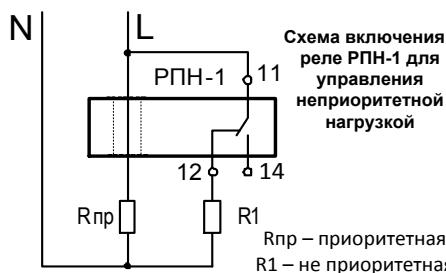 N
L
Схема включения
реле РПН-1 для
управления
неприоритетной
нагрузкой
РПН-1
11
12
14
Rпр
R1
Rпр – приоритетная
R1 – не приоритетная